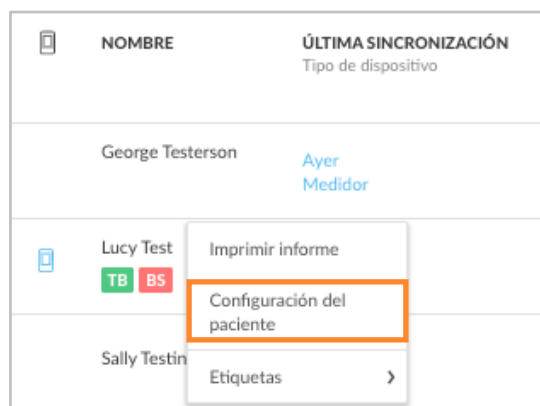 NOMBRE
ÚLTIMA SINCRONIZACIÓN
Tipo de dispositivo
George Testerson
Ayer
Medidor
Lucy Test
TB BS
Imprimir informe
Configuración del
paciente
Sally Testin
Etiquetas